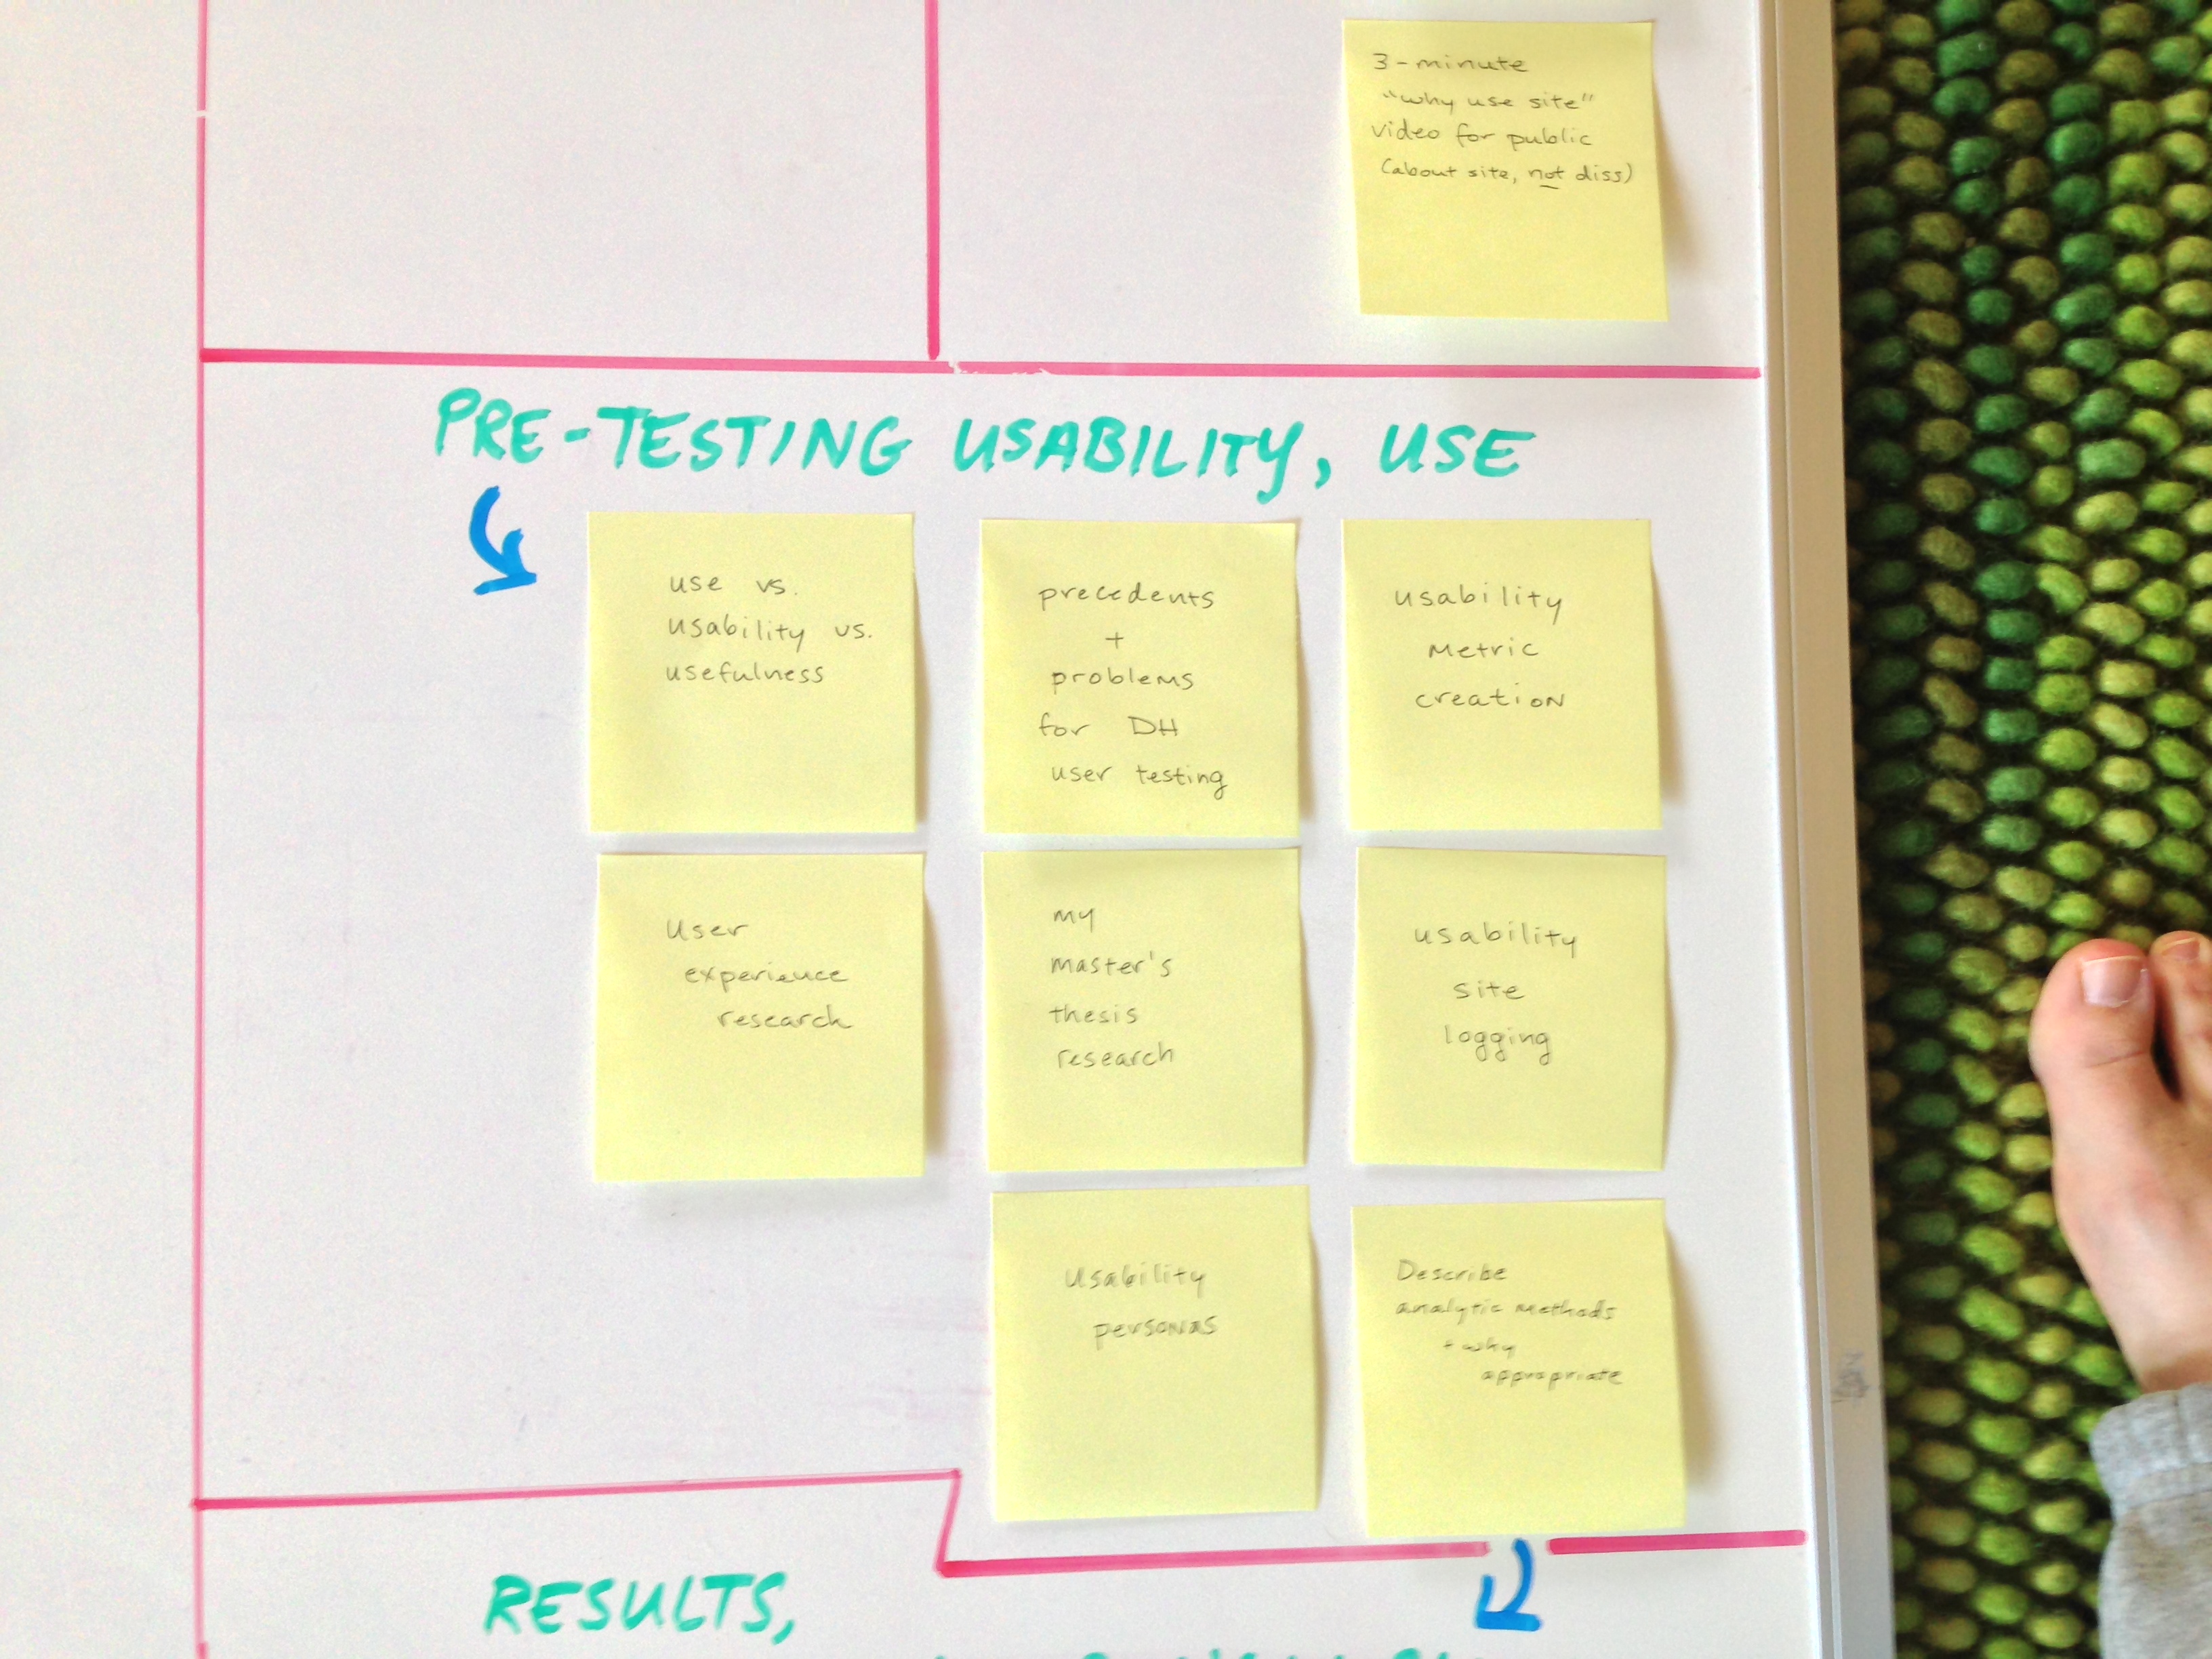 3-minute
"why use site"
video for public
(about site, not diss)
PRE-TESTING USABILITY, USE
use vs.
usability vs.
usefulness
precedents
+
problems
for DH
user testing
usability
metric
creation
user
experience
research
my
master's
thesis
research
usability
site
logging
usability
personas
Describe
analytic methods
+ why
appropriate
RESULTS,